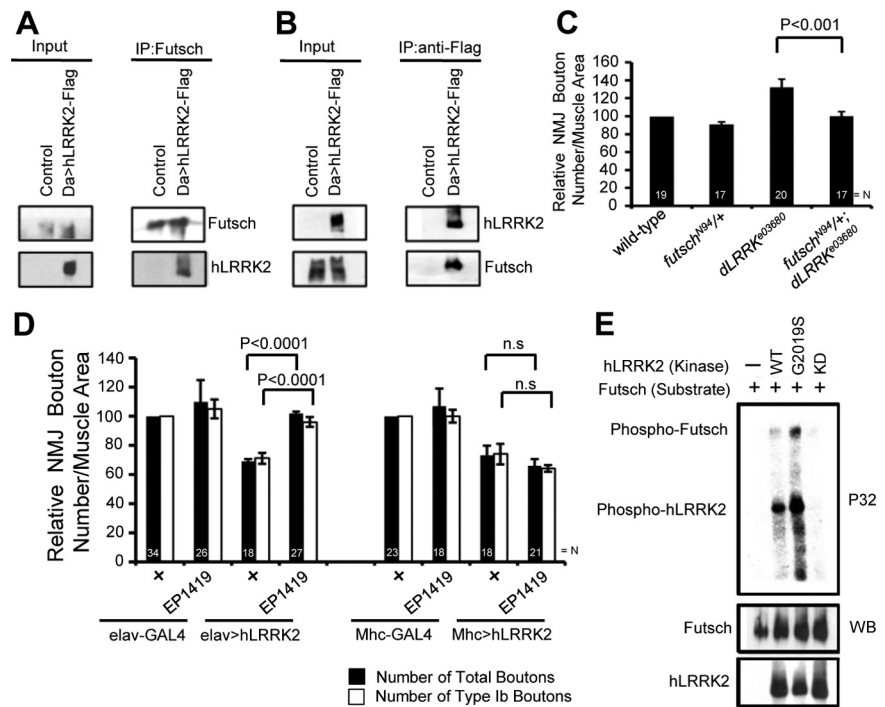 A
Input
IP:Futsch
Control
Da>hLRRK2-Flag
Control
Da>hLRRK2-Flag
Futsch
hLRRK2
B
Input
IP:anti-Flag
Control
Da>hLRRK2-Flag
Control
Da>hLRRK2-Flag
hLRRK2
Futsch
C
P<0.001
Relative NMJ Bouton
Number/Muscle Area
140
120
100
80
60
40
20
0
19
17
20
17
= N
wild-type
futschN94/+
dLRRKe03680
futschN94/+;
dLRRKe03680
D
P<0.0001
P<0.0001
n.s
n.s
Relative NMJ Bouton
Number/Muscle Area
140
120
100
80
60
40
20
0
34
26
18
27
23
18
18
21
= N
+
EP1419
+
EP1419
+
EP1419
+
EP1419
elav-GAL4
elav>hLRRK2
Mhc-GAL4
Mhc>hLRRK2
Number of Total Boutons
Number of Type Ib Boutons
E
hLRRK2 (Kinase)
–
WT
G2019S
KD
Futsch (Substrate)
+ + + +
Phospho-Futsch
Phospho-hLRRK2
P32
Futsch
WB
hLRRK2